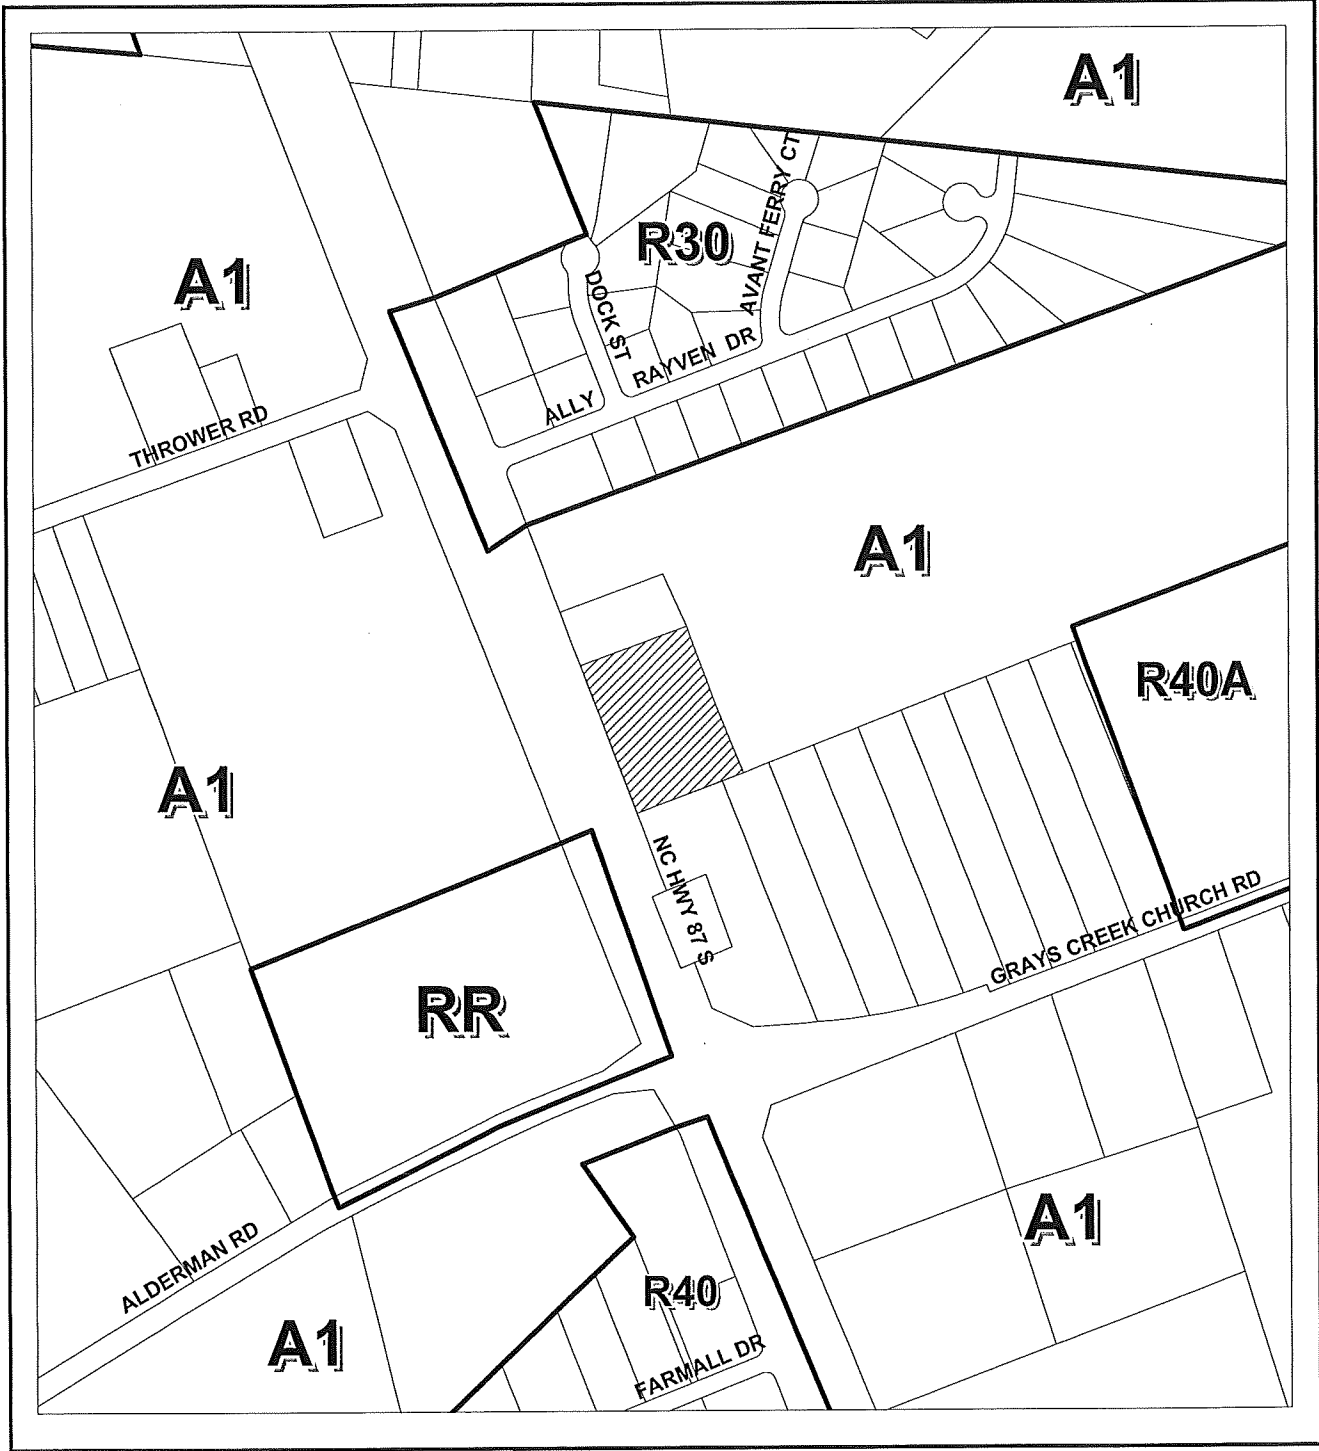 A1
AVANT FERRY CT
R30
A1
DOCK ST
RAYVEN DR
ALLY
THROWER RD
A1
R40A
A1
NC HWY 87 S
GRAYS CREEK CHURCH RD
RR
A1
ALDERMAN RD
R40
A1
FARMALL DR